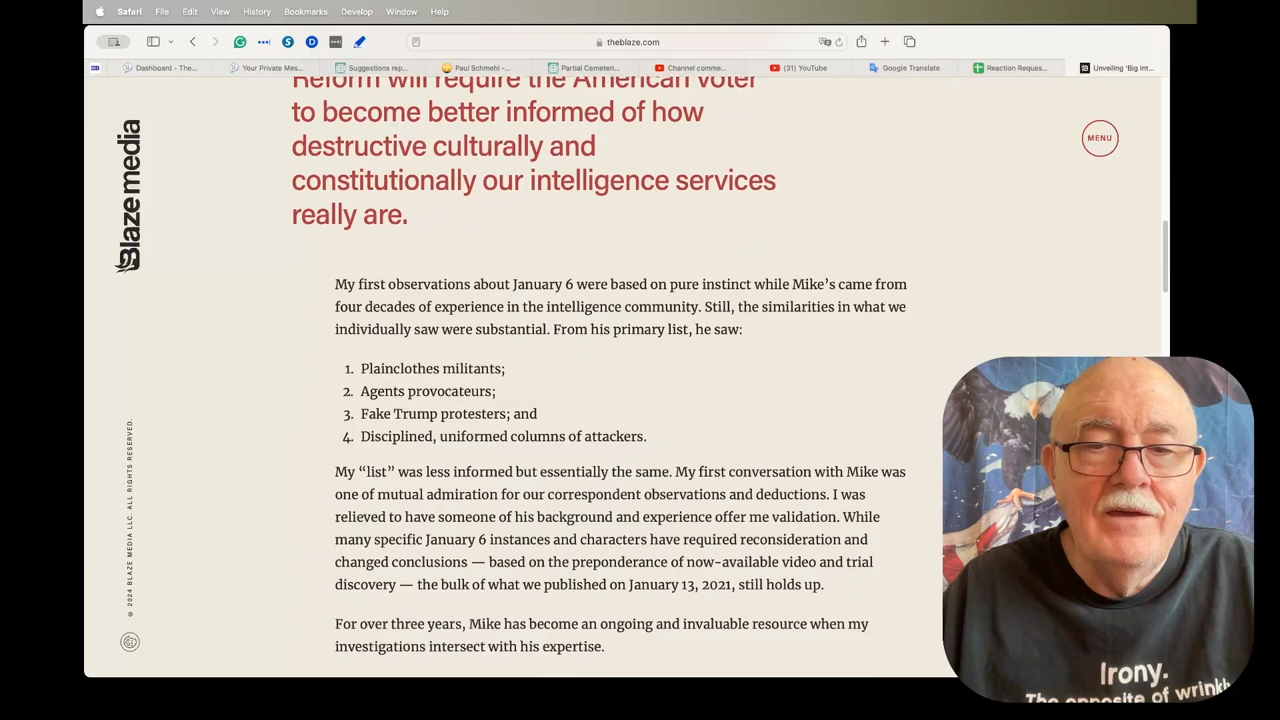 Safari File Edit View History Bookmarks Develop Window Help
theblaze.com
SB Dashboard - The... Your Private Mes... Suggestions rep... Paul Schmehl -... Partial Cemeteri... Channel comme... (31) YouTube Google Translate Reaction Reques... Unveiling ‘Big Int...
Reform will require the American voter
to become better informed of how
destructive culturally and
constitutionally our intelligence services
really are.
Blaze media
MENU
My first observations about January 6 were based on pure instinct while Mike’s came from
four decades of experience in the intelligence community. Still, the similarities in what we
individually saw were substantial. From his primary list, he saw:
1. Plainclothes militants;
2. Agents provocateurs;
3. Fake Trump protesters; and
4. Disciplined, uniformed columns of attackers.
My “list” was less informed but essentially the same. My first conversation with Mike was
one of mutual admiration for our correspondent observations and deductions. I was
relieved to have someone of his background and experience offer me validation. While
many specific January 6 instances and characters have required reconsideration and
changed conclusions — based on the preponderance of now-available video and trial
discovery — the bulk of what we published on January 13, 2021, still holds up.
For over three years, Mike has become an ongoing and invaluable resource when my
investigations intersect with his expertise.
© 2024 BLAZE MEDIA LLC. ALL RIGHTS RESERVED.
Irony.
The opposite of wrinkly